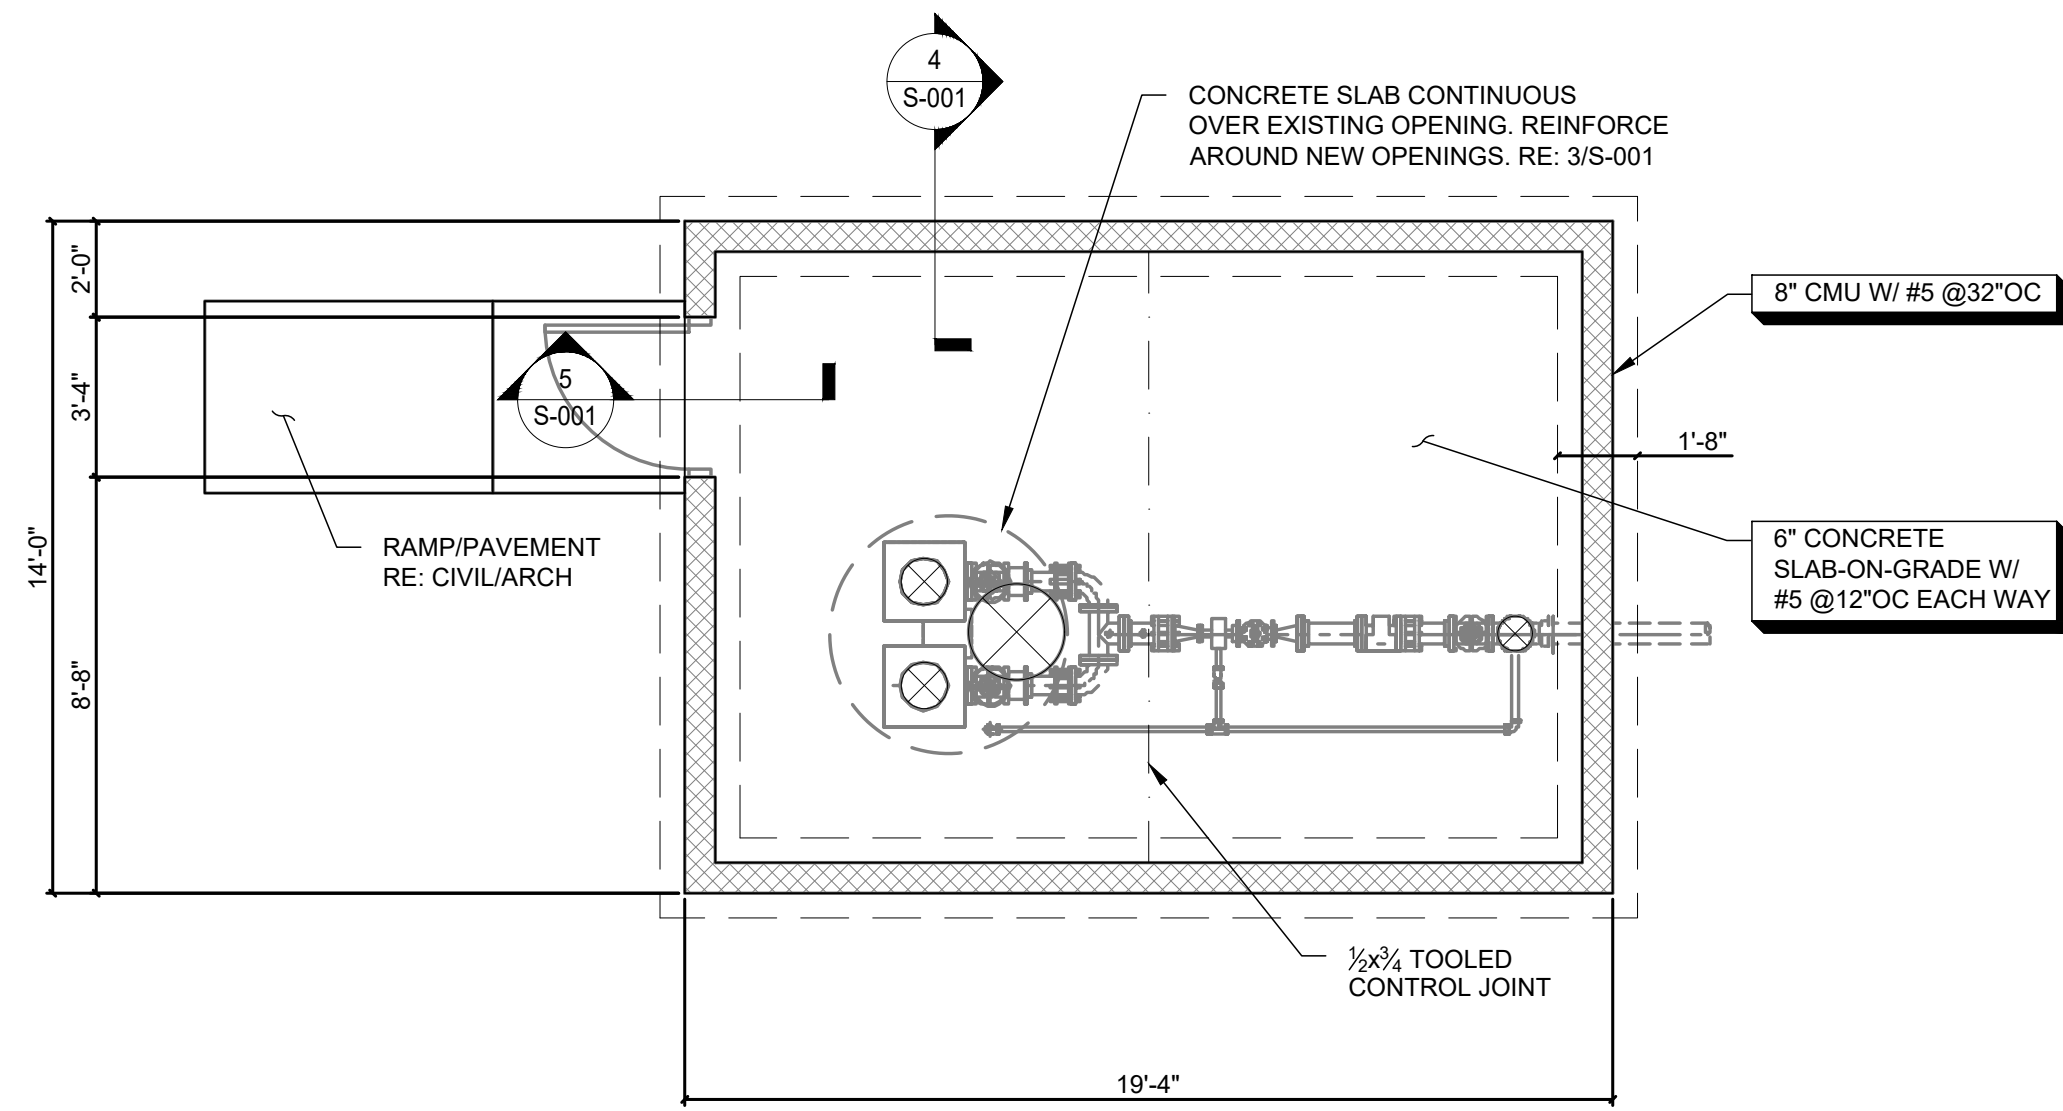 4
S-001
CONCRETE SLAB CONTINUOUS
OVER EXISTING OPENING. REINFORCE
AROUND NEW OPENINGS. RE: 3/S-001
2'-0"
8" CMU W/ #5 @32"OC
3'-4"
5
S-001
1'-8"
14'-0"
RAMP/PAVEMENT
RE: CIVIL/ARCH
6" CONCRETE
SLAB-ON-GRADE W/
#5 @12"OC EACH WAY
8'-8"
½x¾ TOOLED
CONTROL JOINT
19'-4"